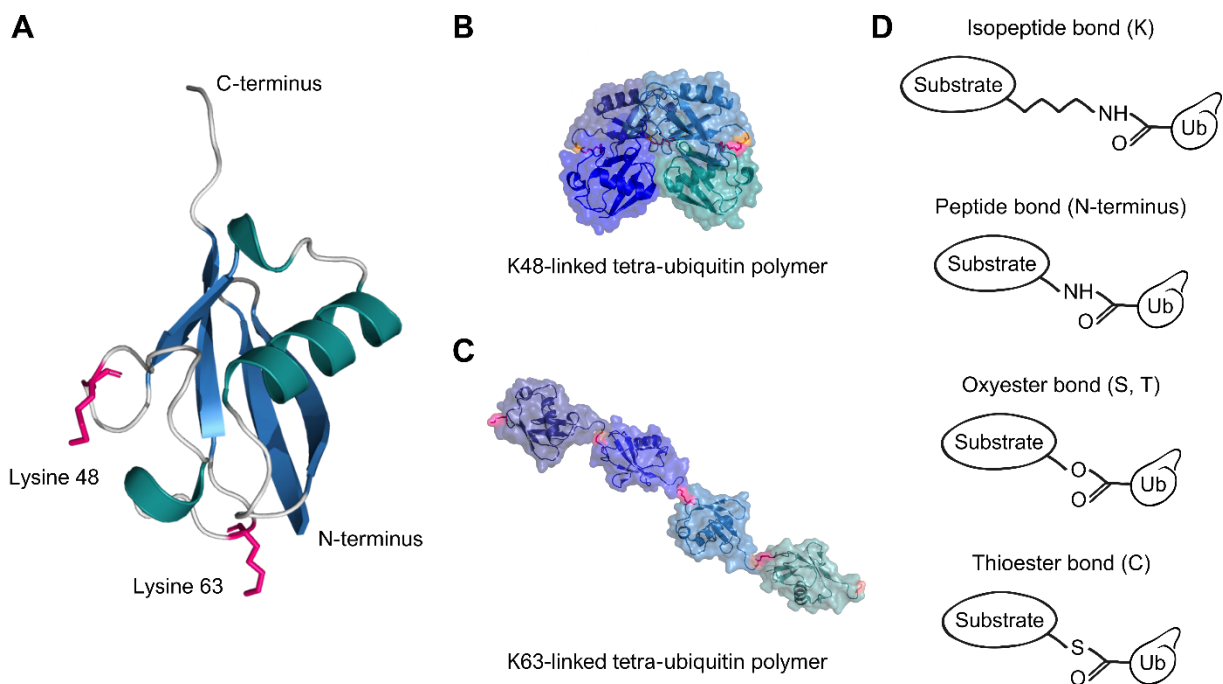 A
C-terminus
Lysine 48
Lysine 63
N-terminus
B
K48-linked tetra-ubiquitin polymer
C
K63-linked tetra-ubiquitin polymer
D
Isopeptide bond (K)
Substrate
NH
O
Ub
Peptide bond (N-terminus)
Substrate
NH
O
Ub
Oxyester bond (S, T)
Substrate
O
O
Ub
Thioester bond (C)
Substrate
S
O
Ub